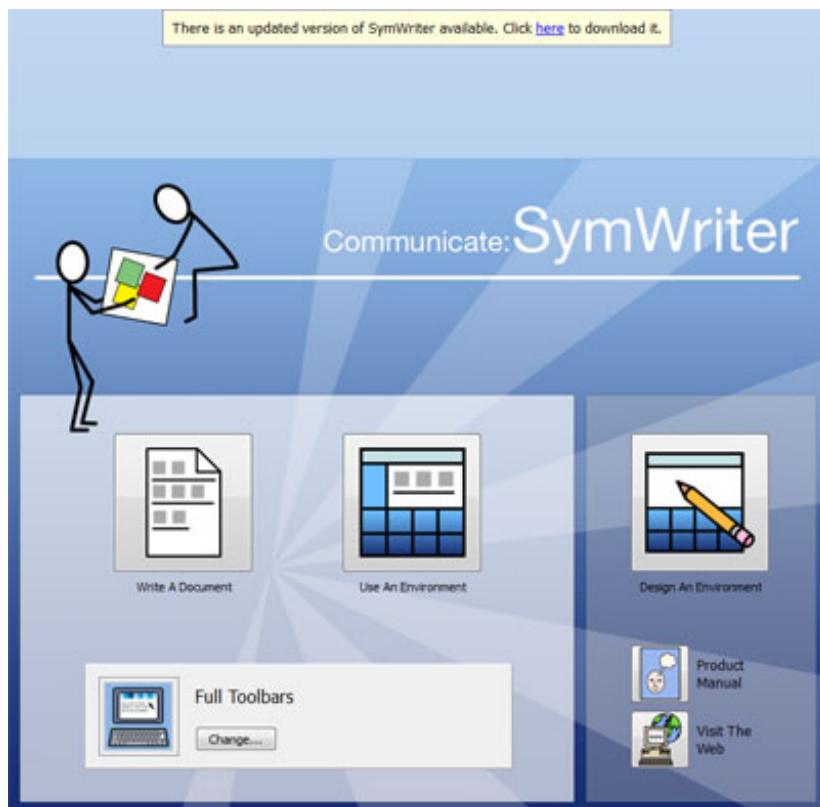 There is an updated version of SymWriter available. Click here to download it.
Communicate: SymWriter
Write A Document
Use An Environment
Design An Environment
Full Toolbars
Change...
Product
Manual
Visit The
Web